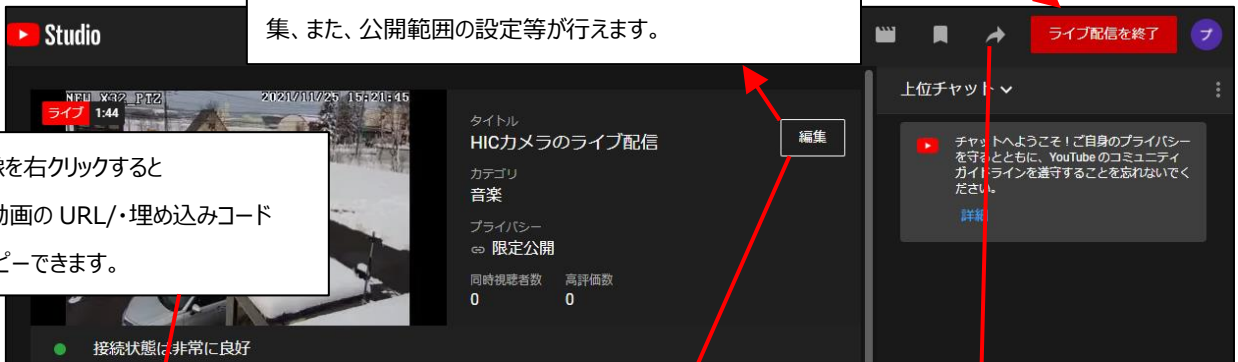 集、また、公開範囲の設定等が行えます。
Studio
ライブ配信を終了
プ
上位チャット
2021/11/25 15:21:45
ライブ 1:44
タイトル
HICカメラのライブ配信
編集
カテゴリ
音楽
プライバシー
限定公開
同時視聴者数 高評価数
0 0
を右クリックすると
動画の URL/・埋め込みコード
ピーできます。
チャットへようこそ!ご自身のプライバシー
を守るとともに、YouTube のコミュニティ
ガイドラインを遵守することを忘れないでく
ださい。
詳細
接続状態は非常に良好